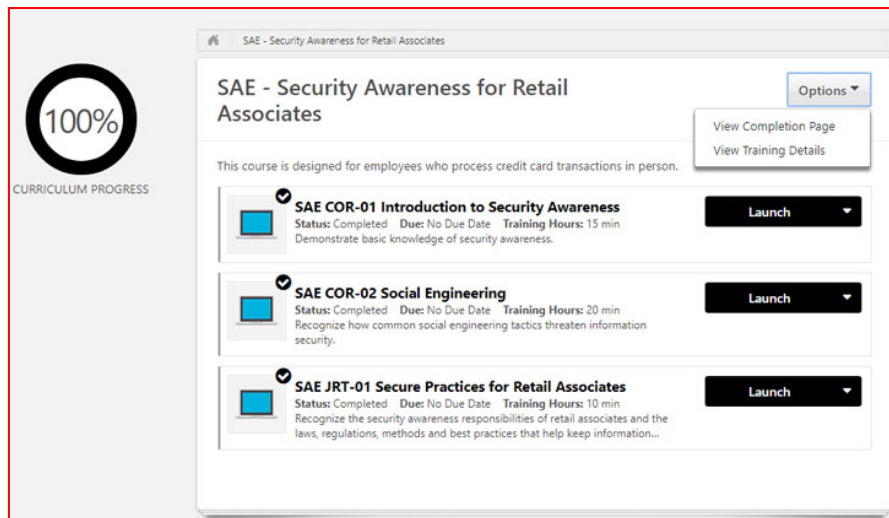 SAE - Security Awareness for Retail Associates
100%
CURRICULUM PROGRESS
SAE - Security Awareness for Retail
Associates
Options
View Completion Page
View Training Details
This course is designed for employees who process credit card transactions in person.
SAE COR-01 Introduction to Security Awareness
Status: Completed Due: No Due Date Training Hours: 15 min
Demonstrate basic knowledge of security awareness.
Launch
SAE COR-02 Social Engineering
Status: Completed Due: No Due Date Training Hours: 20 min
Recognize how common social engineering tactics threaten information
security.
Launch
SAE JRT-01 Secure Practices for Retail Associates
Status: Completed Due: No Due Date Training Hours: 10 min
Recognize the security awareness responsibilities of retail associates and the
laws, regulations, methods and best practices that help keep information...
Launch